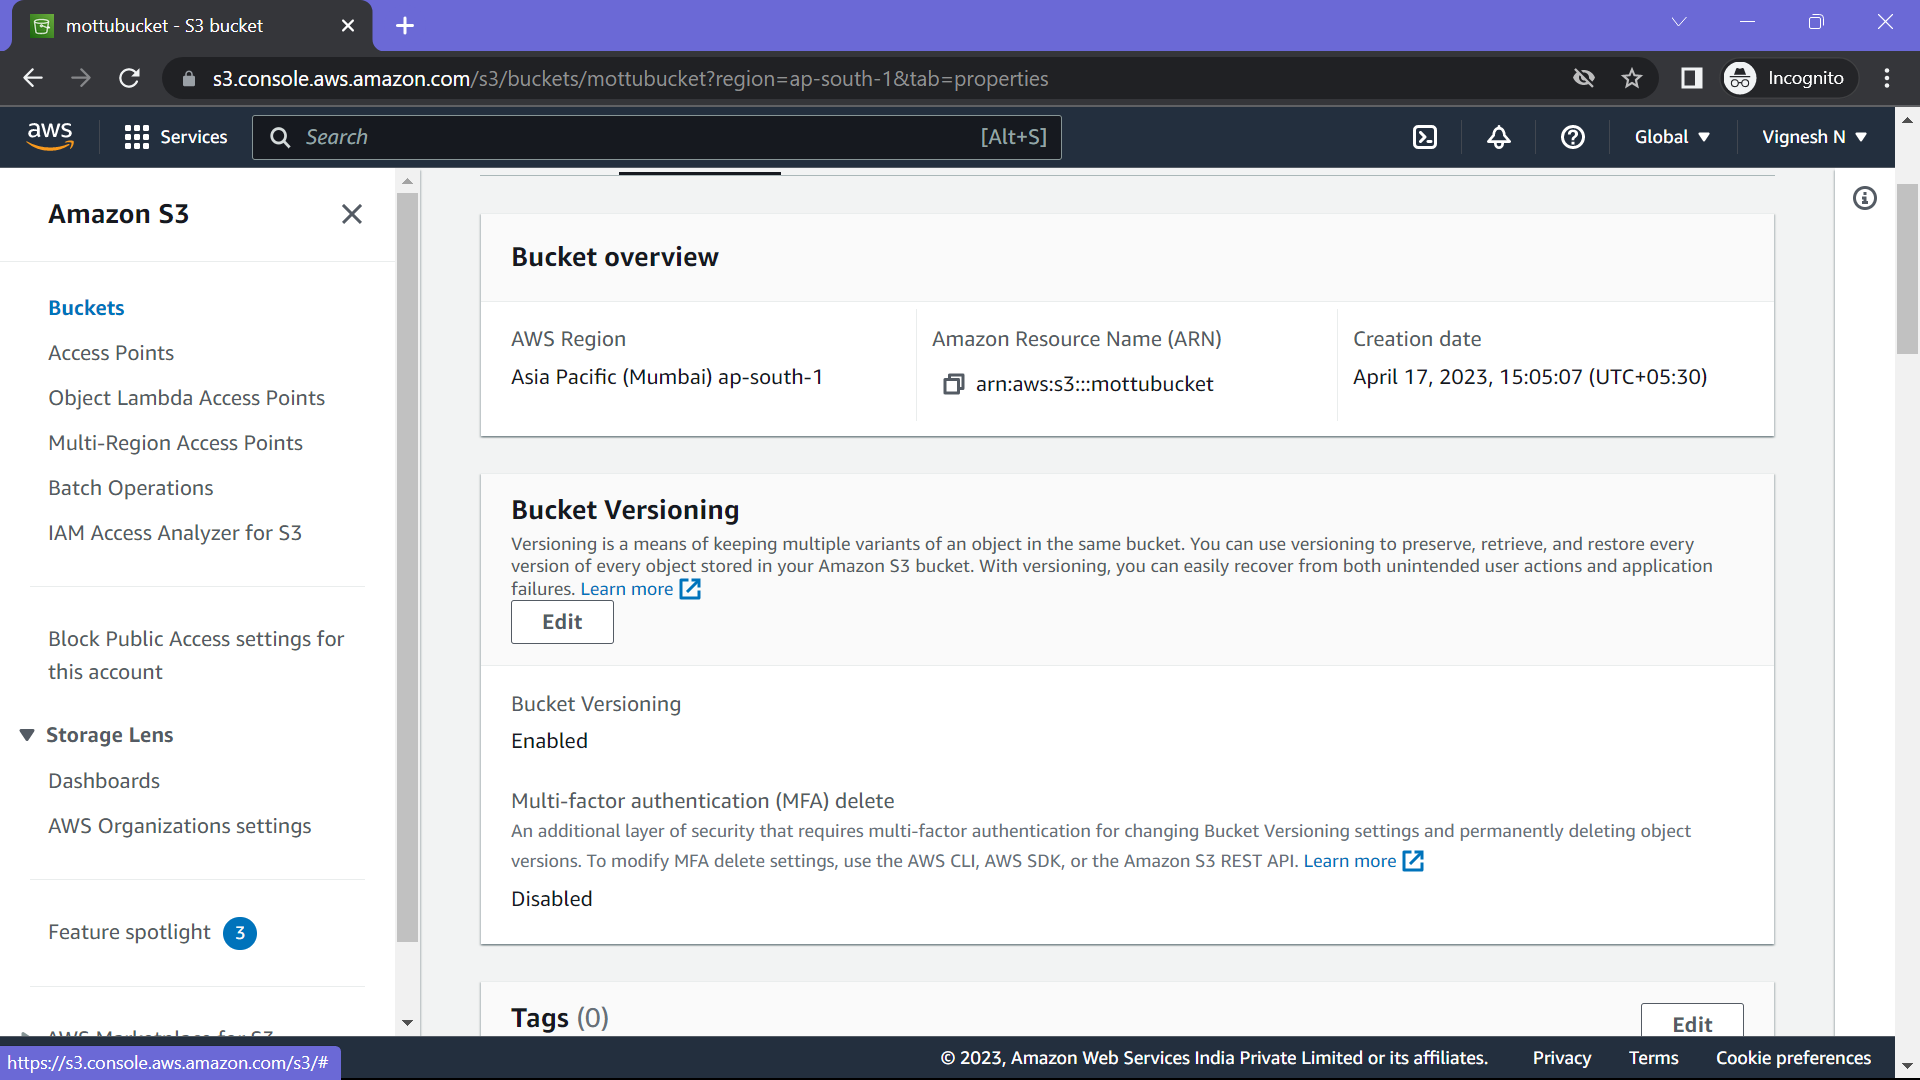 mottubucket - S3 bucket
s3.console.aws.amazon.com/s3/buckets/mottubucket?region=ap-south-1&tab=properties
Incognito
aws
Services
Search
[Alt+S]
Global
Vignesh N
Amazon S3
Buckets
Access Points
Object Lambda Access Points
Multi-Region Access Points
Batch Operations
IAM Access Analyzer for S3
Block Public Access settings for
this account
Storage Lens
Dashboards
AWS Organizations settings
Feature spotlight 3
AWS Marketplace for S3
Bucket overview
AWS Region
Asia Pacific (Mumbai) ap-south-1
Amazon Resource Name (ARN)
arn:aws:s3:::mottubucket
Creation date
April 17, 2023, 15:05:07 (UTC+05:30)
Bucket Versioning
Versioning is a means of keeping multiple variants of an object in the same bucket. You can use versioning to preserve, retrieve, and restore every
version of every object stored in your Amazon S3 bucket. With versioning, you can easily recover from both unintended user actions and application
failures. Learn more
Edit
Bucket Versioning
Enabled
Multi-factor authentication (MFA) delete
An additional layer of security that requires multi-factor authentication for changing Bucket Versioning settings and permanently deleting object
versions. To modify MFA delete settings, use the AWS CLI, AWS SDK, or the Amazon S3 REST API. Learn more
Disabled
Tags (0)
Edit
https://s3.console.aws.amazon.com/s3/#
© 2023, Amazon Web Services India Private Limited or its affiliates.
Privacy
Terms
Cookie preferences